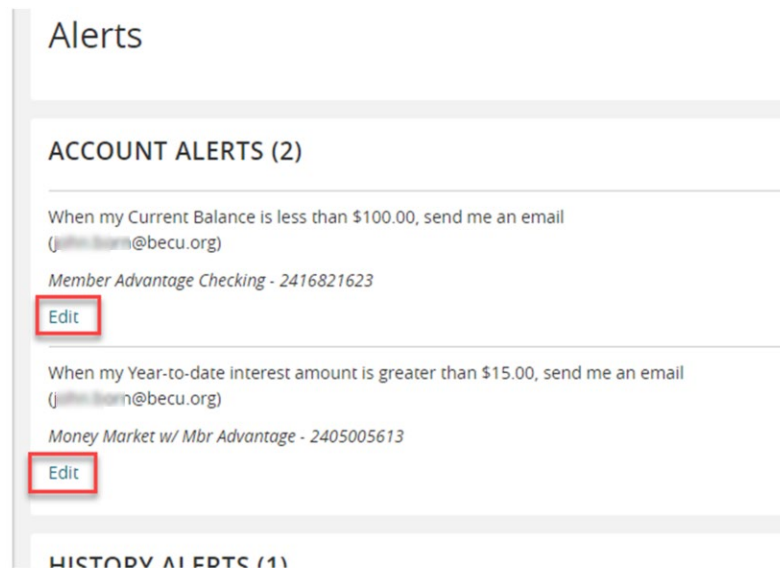 Alerts
ACCOUNT ALERTS (2)
When my Current Balance is less than $100.00, send me an email
@becu.org)
Member Advantage Checking - 2416821623
Edit
When my Year-to-date interest amount is greater than $15.00, send me an email
@becu.org)
Money Market w/ Mbr Advantage - 2405005613
Edit
HISTORY ALERTS (1)